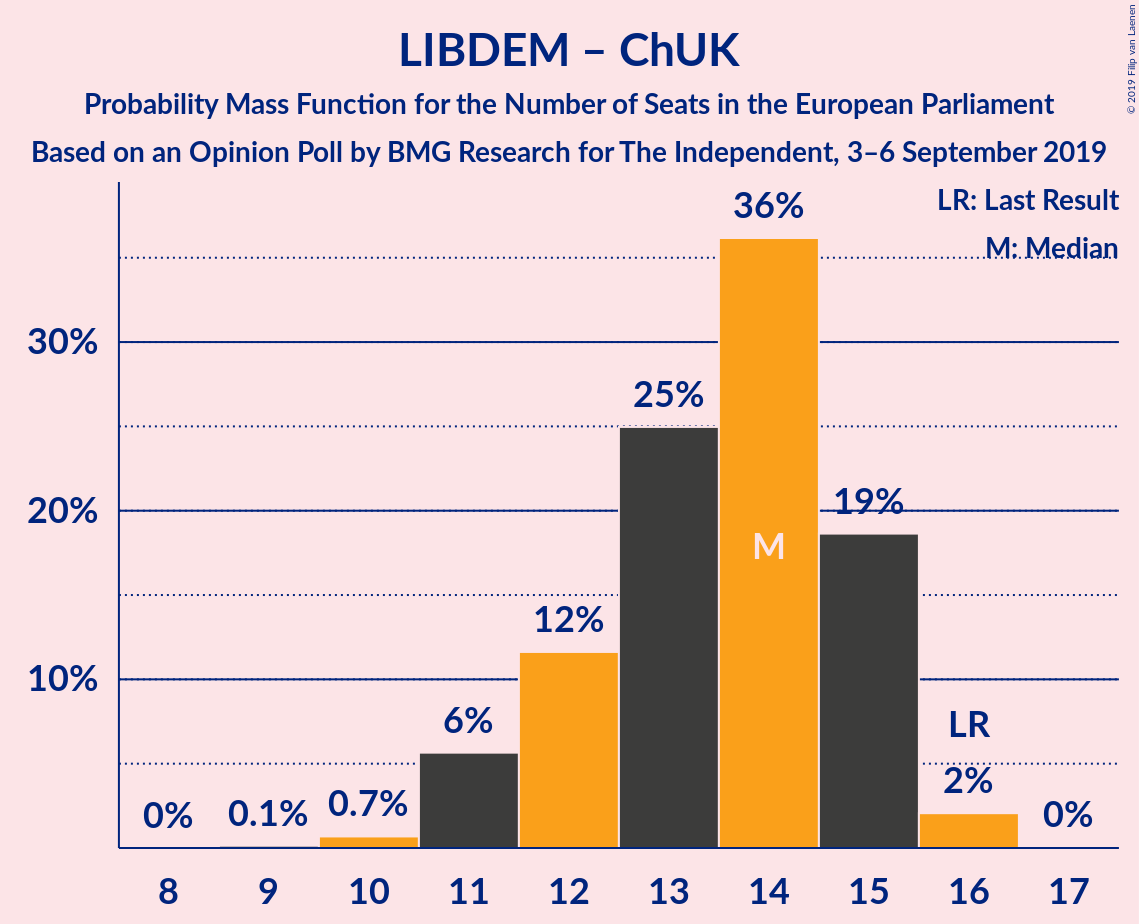 LIBDEM – ChUK
Probability Mass Function for the Number of Seats in the European Parliament
Based on an Opinion Poll by BMG Research for The Independent, 3–6 September 2019
© 2019 Filip van Laenen
LR: Last Result
M: Median
36%
30%
25%
20%
19%
M
12%
10%
6%
LR
2%
0%
0.1%
0.7%
0%
8 9 10 11 12 13 14 15 16 17